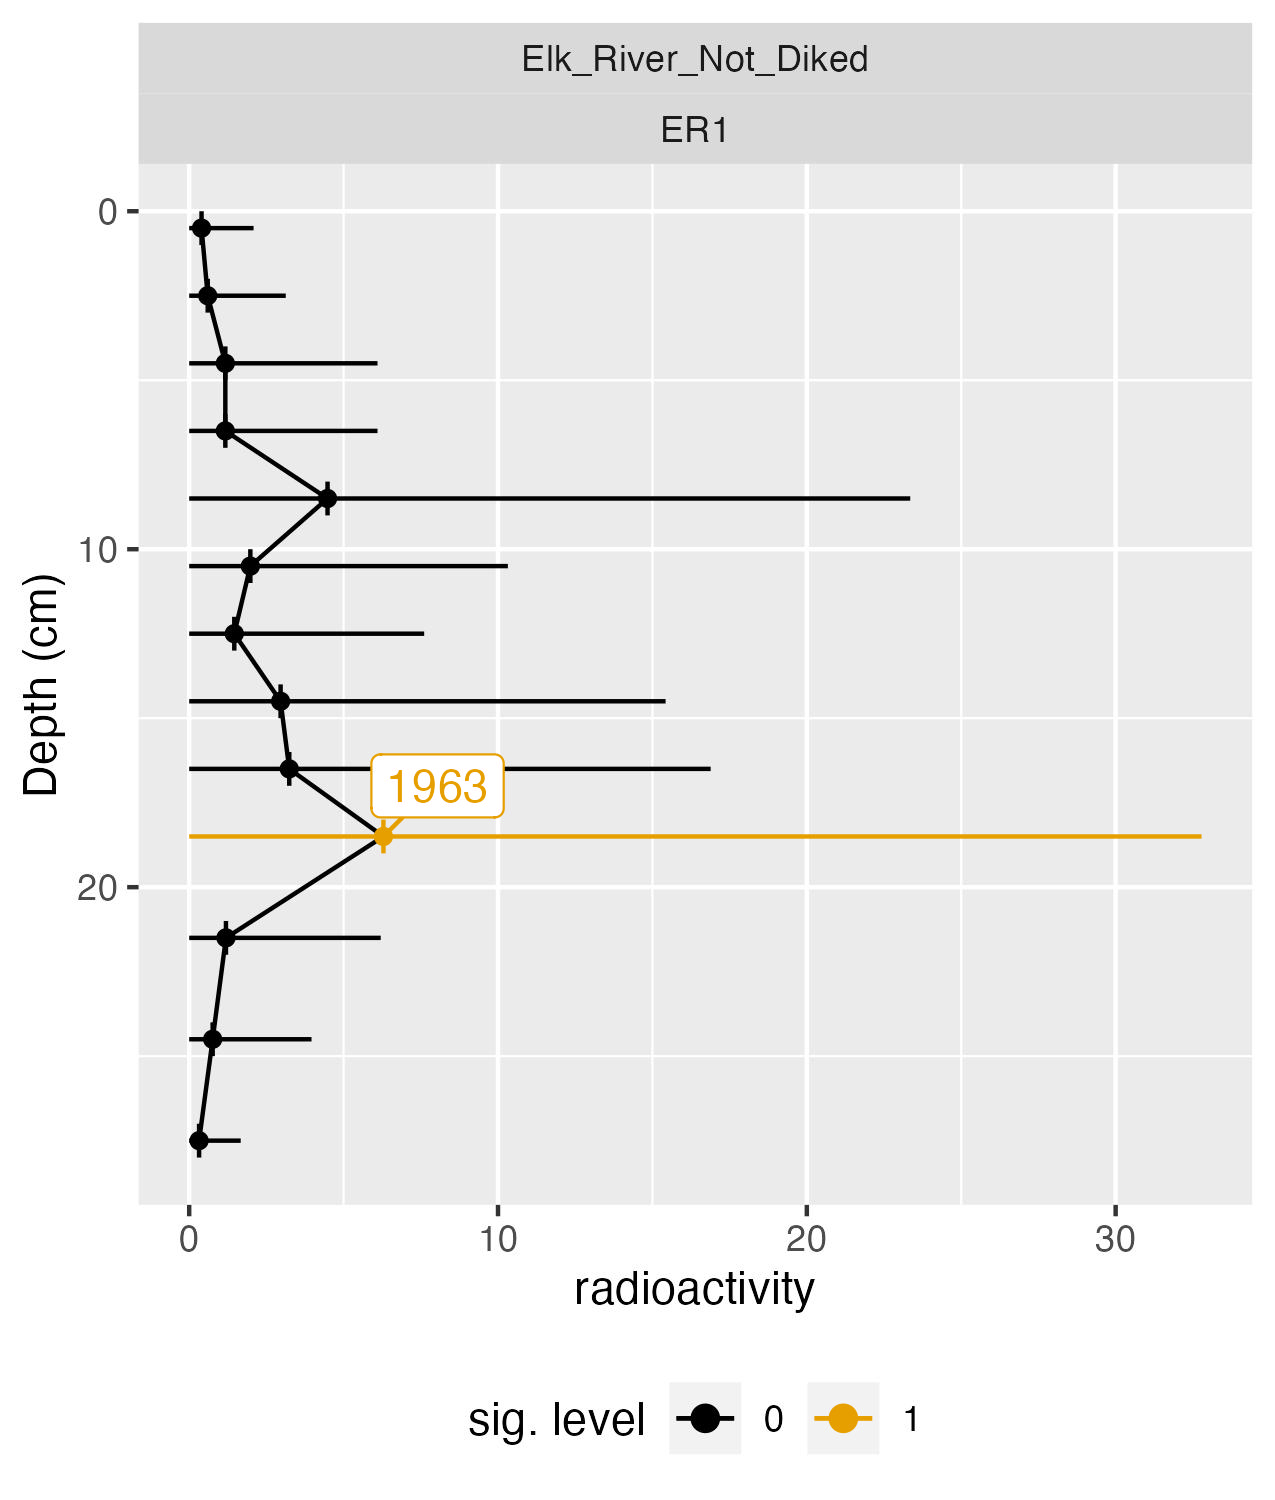 Elk_River_Not_Diked
ER1
0
10
20
Depth (cm)
1963
0 10 20 30
radioactivity
sig. level 0 1